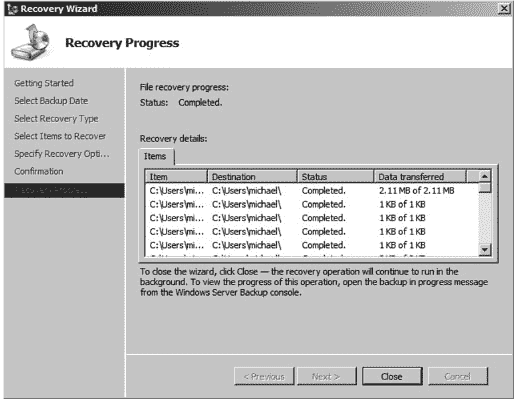 Recovery Wizard
Recovery Progress
Getting Started
Select Backup Date
Select Recovery Type
Select Items to Recover
Specify Recovery Opti...
Confirmation
Recovery Progress
File recovery progress:
Status: Completed.
Recovery details:
Items
Item Destination Status Data transferred
C:\Users\mi... C:\Users\michael\ Completed. 2.11 MB of 2.11 MB
C:\Users\mi... C:\Users\michael\ Completed. 1 KB of 1 KB
C:\Users\mi... C:\Users\michael\ Completed. 1 KB of 1 KB
C:\Users\mi... C:\Users\michael\ Completed. 1 KB of 1 KB
C:\Users\mi... C:\Users\michael\ Completed. 1 KB of 1 KB
To close the wizard, click Close — the recovery operation will continue to run in the
background. To view the progress of this operation, open the backup in progress message
from the Windows Server Backup console.
< Previous Next > Close Cancel